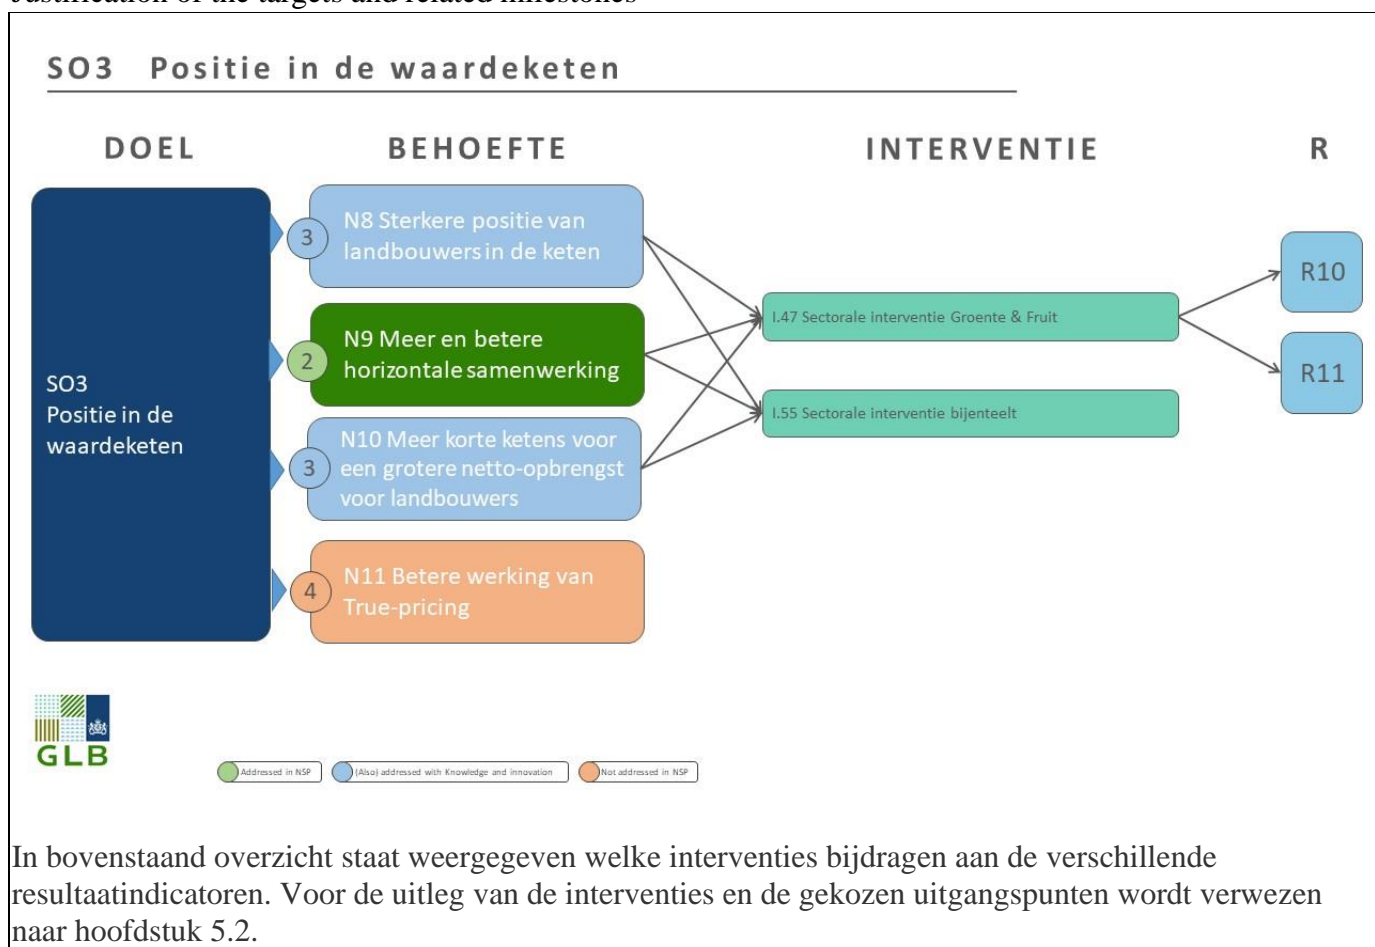 Justification of the targets and related milestones
SO3 Positie in de waardeketen
DOEL
BEHOEFTE
INTERVENTIE
R
SO3
Positie in de
waardeketen
3
N8 Sterkere positie van
landbouwers in de keten
2
N9 Meer en betere
horizontale samenwerking
3
N10 Meer korte ketens voor
een grotere netto-opbrengst
voor landbouwers
4
N11 Betere werking van
True-pricing
I.47 Sectorale interventie Groente & Fruit
I.55 Sectorale interventie bijenteelt
R10
R11
GLB
Addressed in NSP
(Also) addressed with Knowledge and innovation
Not addressed in NSP
In bovenstaand overzicht staat weergegeven welke interventies bijdragen aan de verschillende
resultaatindicatoren. Voor de uitleg van de interventies en de gekozen uitgangspunten wordt verwezen
naar hoofdstuk 5.2.